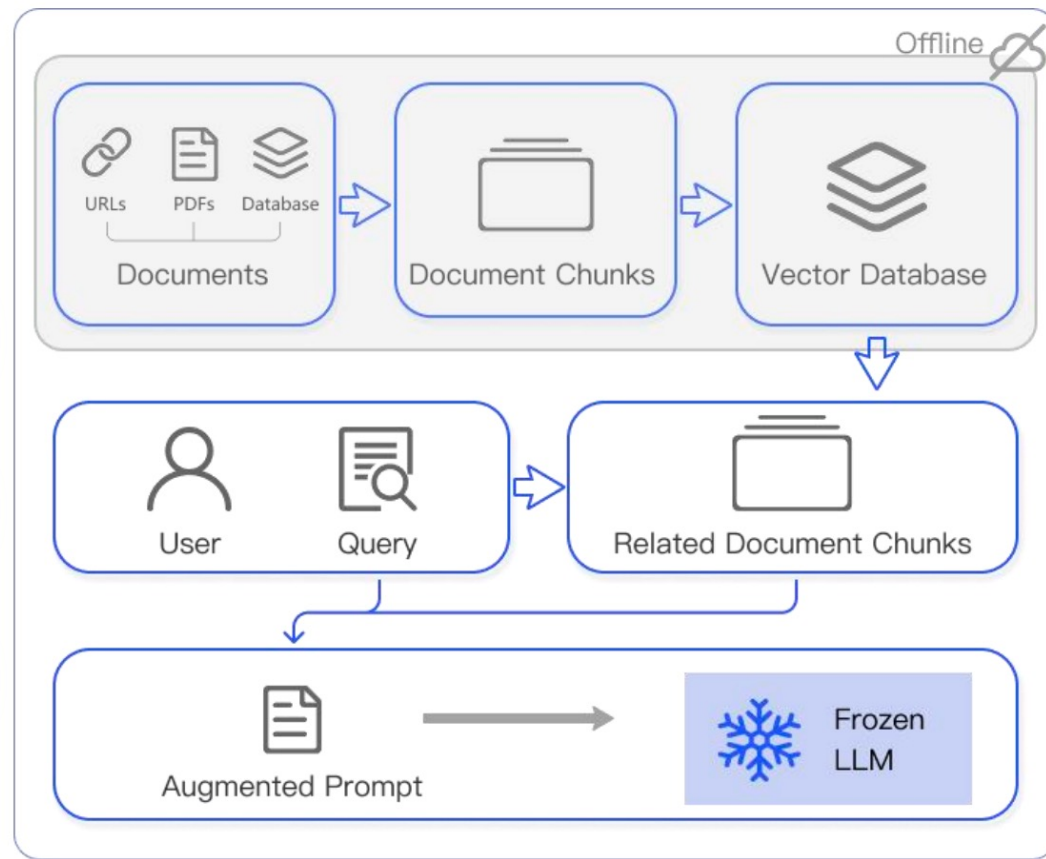 Offline
URLs PDFs Database
Documents
Document Chunks
Vector Database
User
Query
Related Document Chunks
Augmented Prompt
Frozen
LLM